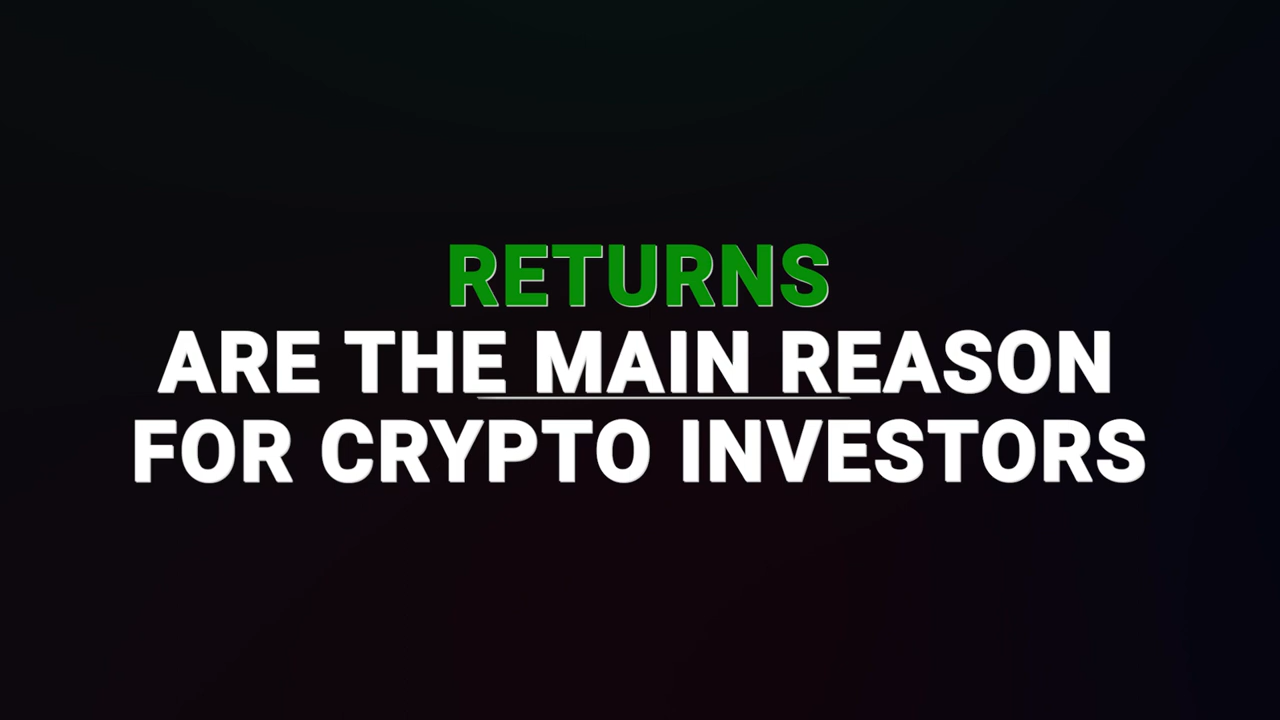 RETURNS
ARE THE MAIN REASON
FOR CRYPTO INVESTORS